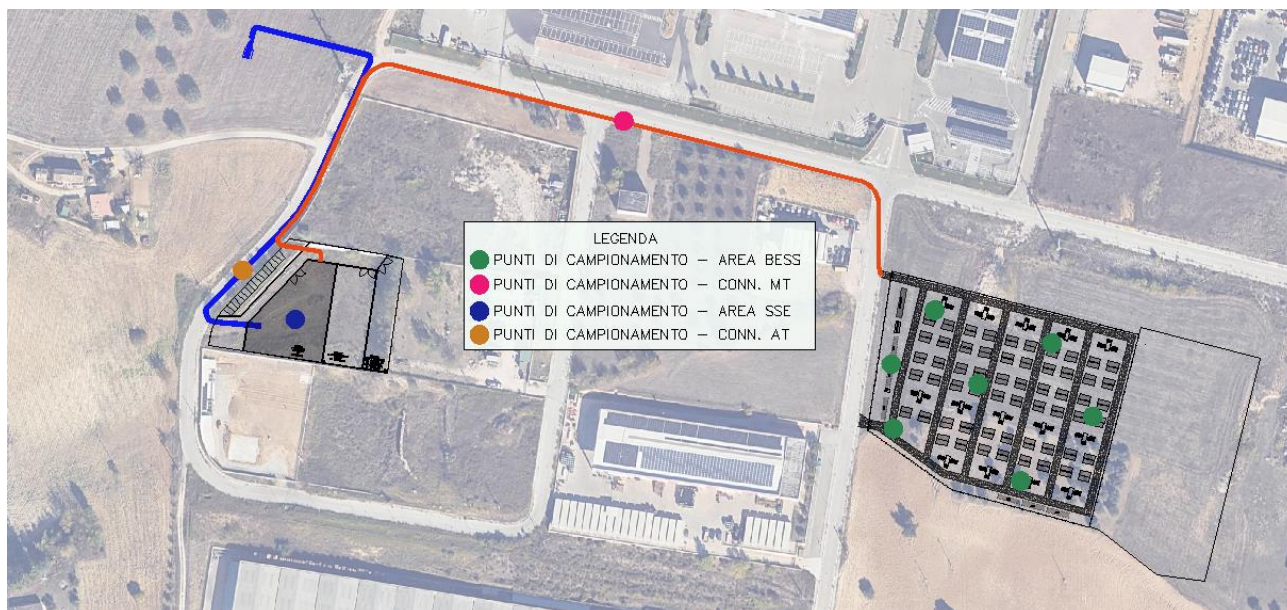 LEGENDA
PUNTI DI CAMPIONAMENTO – AREA BESS
PUNTI DI CAMPIONAMENTO – CONN. MT
PUNTI DI CAMPIONAMENTO – AREA SSE
PUNTI DI CAMPIONAMENTO – CONN. AT